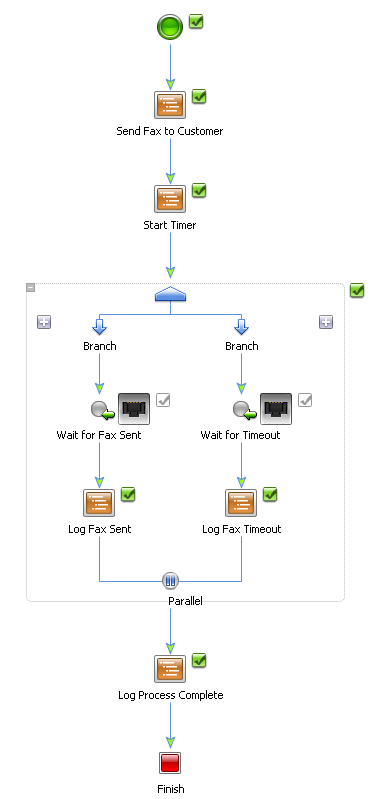 Send Fax to Customer
Start Timer
Branch
Branch
Wait for Fax Sent
Wait for Timeout
Log Fax Sent
Log Fax Timeout
Parallel
Log Process Complete
Finish